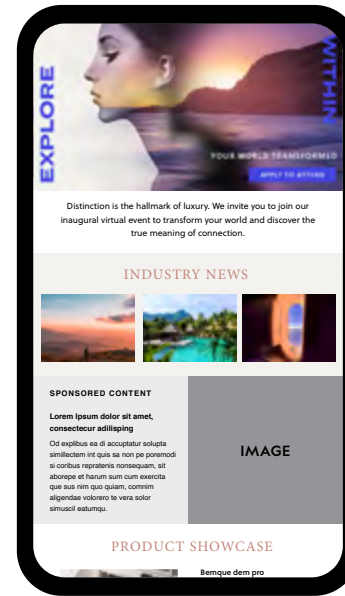 EXPLORE
WITHIN
YOUR WORLD TRANSFORMED
APPLY TO ATTEND
Distinction is the hallmark of luxury. We invite you to join our
inaugural virtual event to transform your world and discover the
true meaning of connection.
INDUSTRY NEWS
SPONSORED CONTENT
Lorem Ipsum dolor sit amet,
consectecur adilisping
Od explibus ea di accuptatur solupta
simillectem int quis sa non pe poremodi
si coribus repratenis nonsequam, sit
aborepe et harum sum cum exercita
que sus nim quo quiam, comnim
aligendae volorero te vera solor
simuscil eatumqu.
IMAGE
PRODUCT SHOWCASE
Bemque dem pro